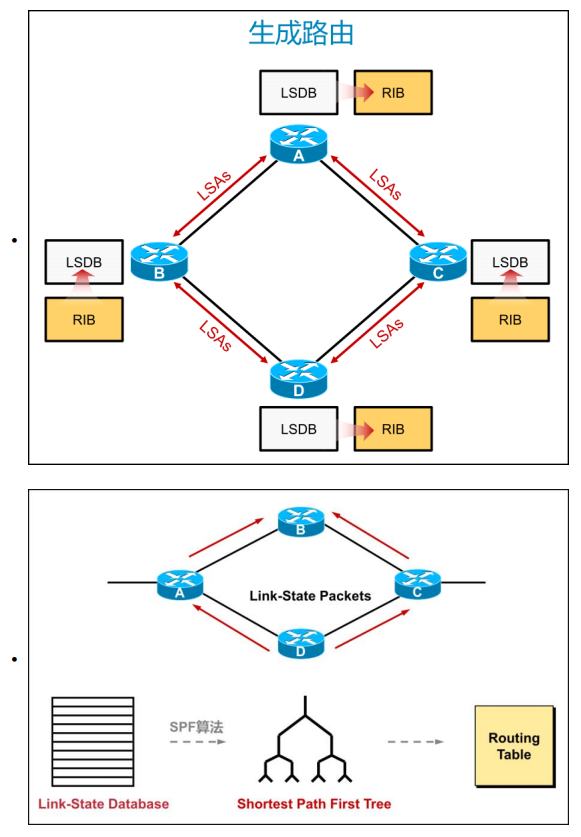 生成路由
LSDB
RIB
A
LSAs
LSAs
LSDB
B
C
LSDB
RIB
RIB
LSAs
LSAs
D
LSDB
RIB
B
A
Link-State Packets
C
D
SPF算法
Routing
Table
Link-State Database
Shortest Path First Tree